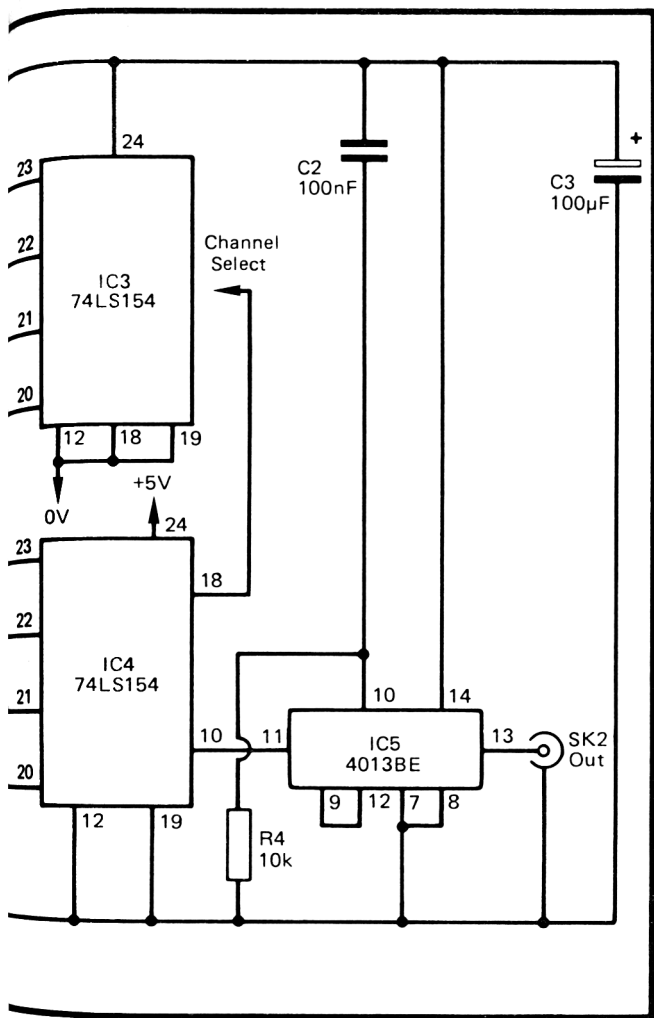 24
+
23
C2
100nF
C3
100µF
22
Channel
Select
IC3
74LS154
21
20
12
18
19
0V
+5V
24
23
18
22
IC4
74LS154
21
10
14
10
11
IC5
4013BE
13
SK2
Out
20
9
12
7
8
12
19
R4
10k